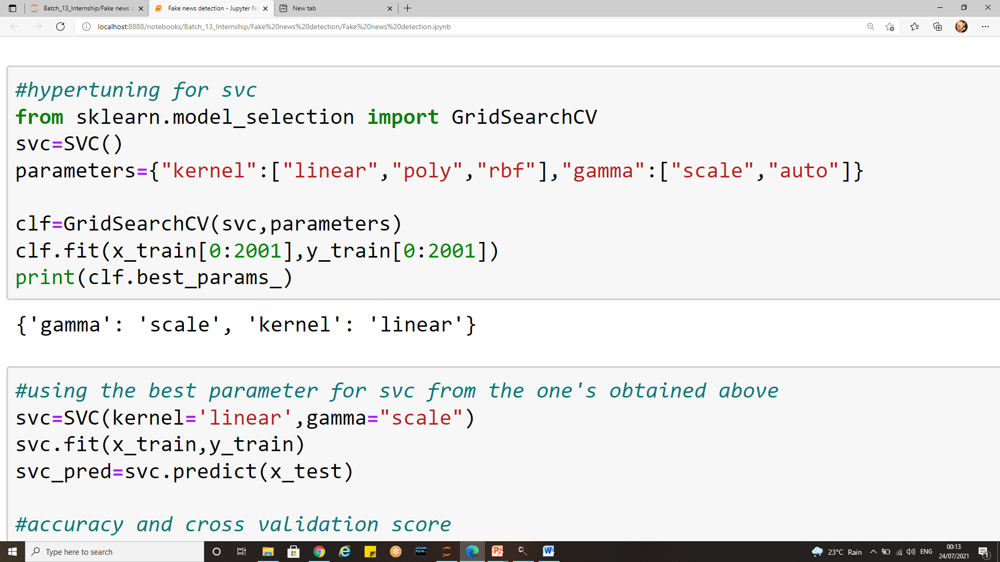 Batch_13_Internship/Fake news d
Fake news detection - Jupyter N
New tab
localhost:8888/notebooks/Batch_13_Internship/Fake%20news%20detection/Fake%20news%20detection.ipynb
#hypertuning for svc
from sklearn.model_selection import GridSearchCV
svc=SVC()
parameters={"kernel":["linear","poly","rbf"],"gamma":["scale","auto"]}
clf=GridSearchCV(svc,parameters)
clf.fit(x_train[0:2001],y_train[0:2001])
print(clf.best_params_)
{'gamma': 'scale', 'kernel': 'linear'}
#using the best parameter for svc from the one's obtained above
svc=SVC(kernel='linear',gamma="scale")
svc.fit(x_train,y_train)
svc_pred=svc.predict(x_test)
#accuracy and cross validation score
Type here to search
MySQL
23°C Rain
ENG
00:13
24/07/2021
1